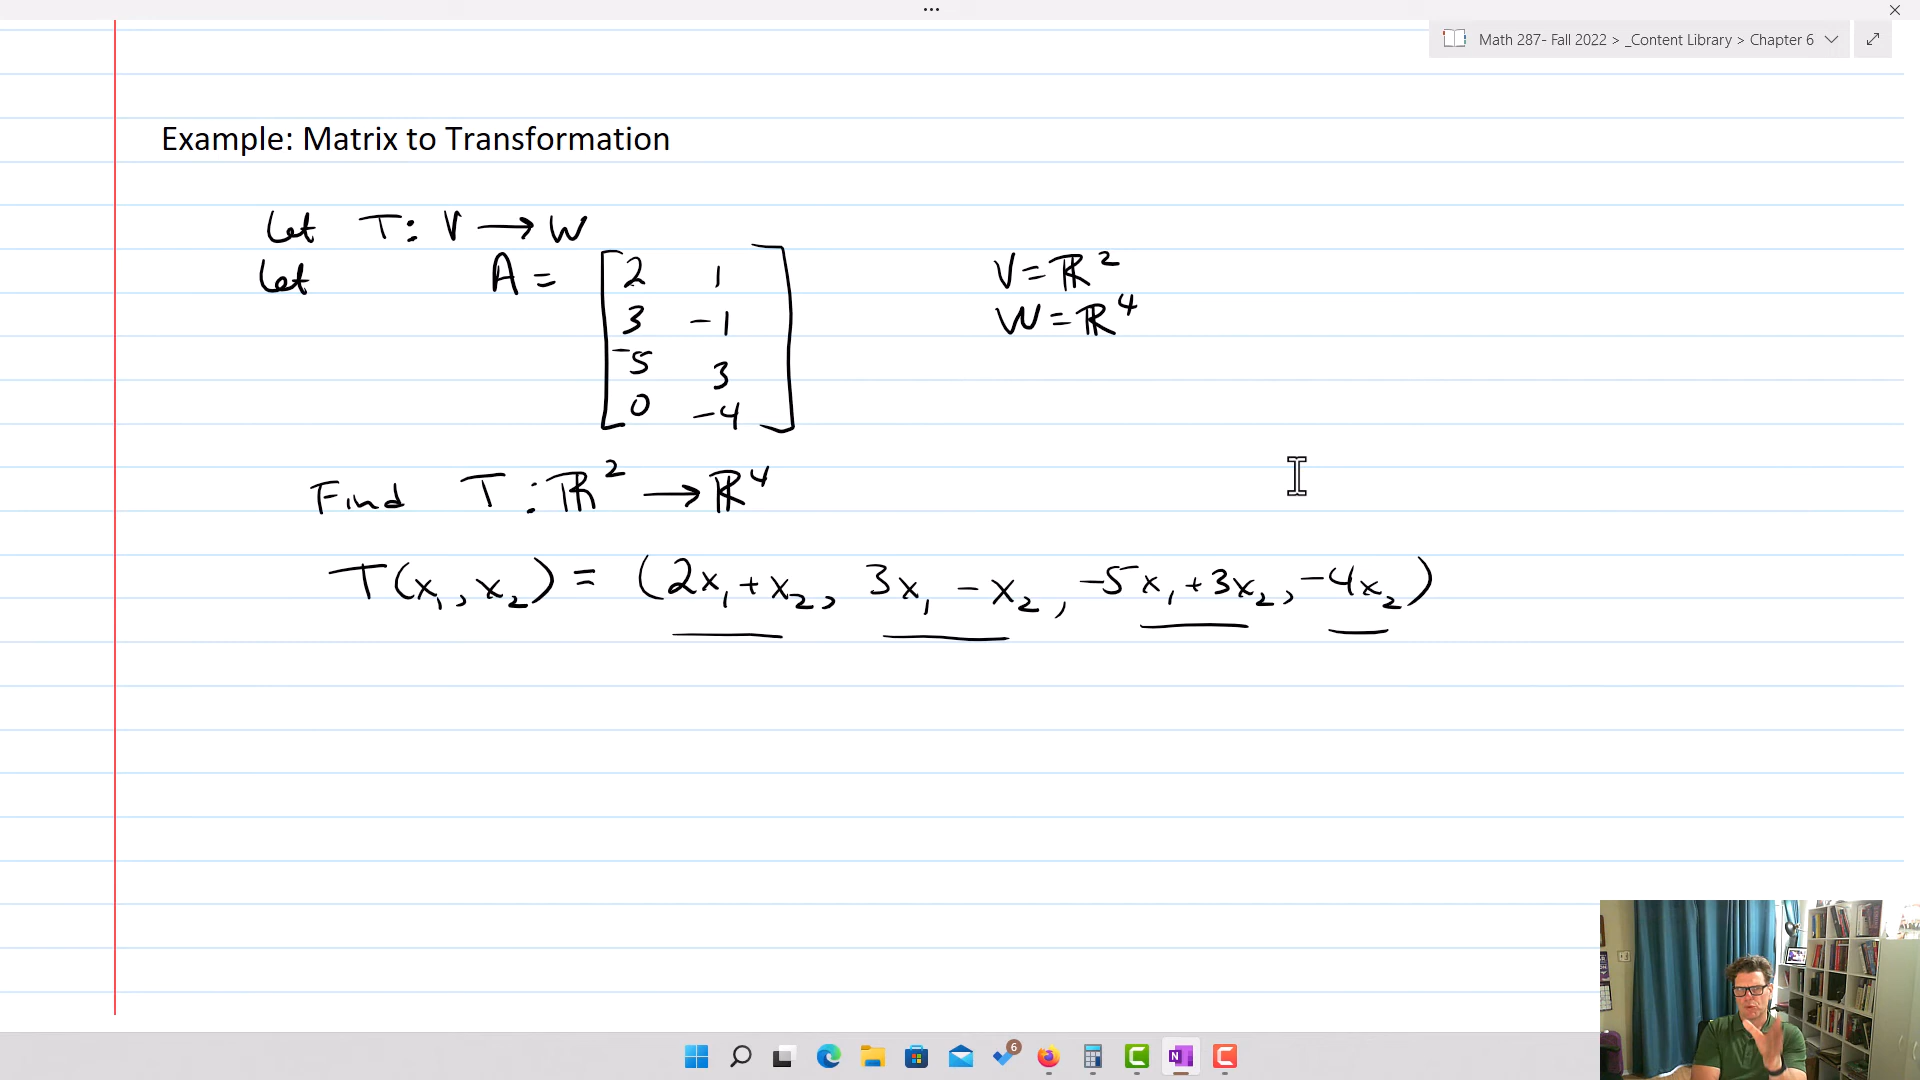 Math 287- Fall 2022 > _Content Library > Chapter 6
Example: Matrix to Transformation
Let T: V → W
Let A = [2 1
3 -1
-5 3
0 -4]
V = ℝ²
W = ℝ⁴
Find T : ℝ² → ℝ⁴
T(x₁, x₂) = (2x₁ + x₂, 3x₁ - x₂, -5x₁ + 3x₂, -4x₂)
6